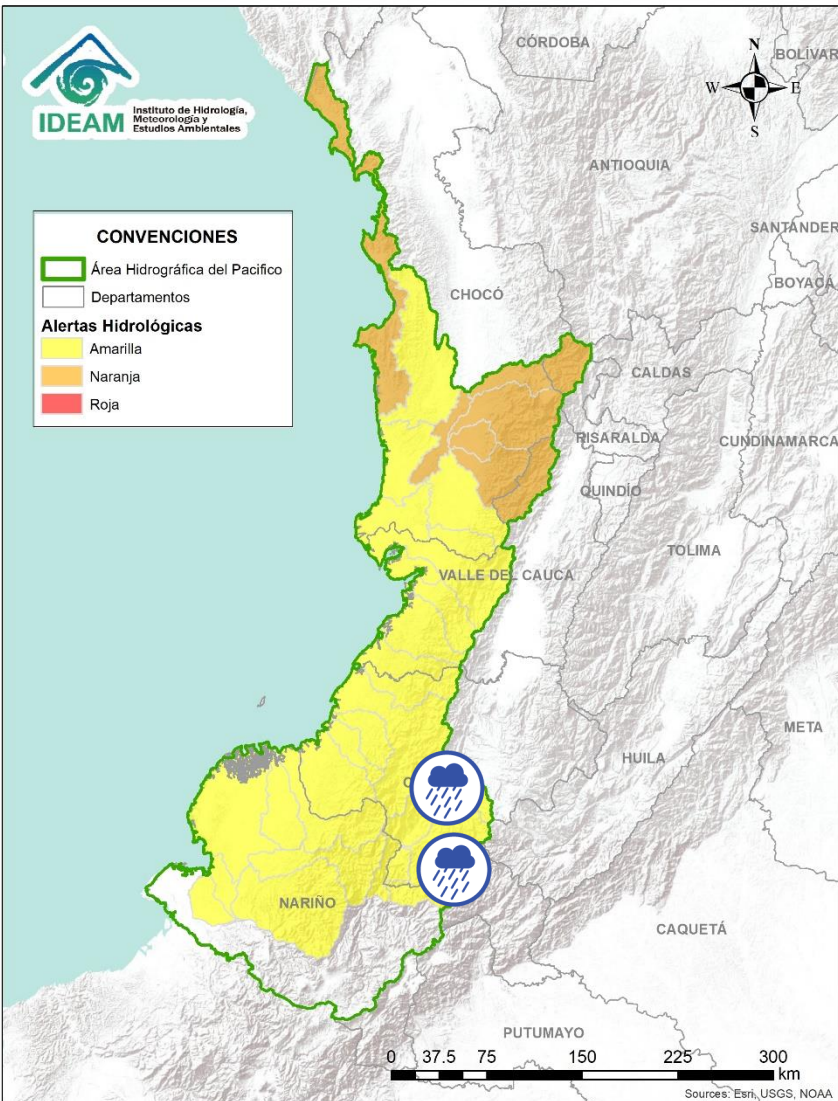 IDEAM
Instituto de Hidrología,
Meteorología y
Estudios Ambientales
CÓRDOBA
BOLÍVAR
N
W
E
S
ANTIOQUIA
SANTANDER
BOYACÁ
CONVENCIONES
Área Hidrográfica del Pacifico
Departamentos
Alertas Hidrológicas
Amarilla
Naranja
Roja
CHOCÓ
CALDAS
RISARALDA
CUNDINAMARCA
QUINDÍO
TOLIMA
VALLE DEL CAUCA
META
HUILA
NARIÑO
CAQUETÁ
PUTUMAYO
0 37.5 75 150 225 300
km
Sources: Esri, USGS, NOAA